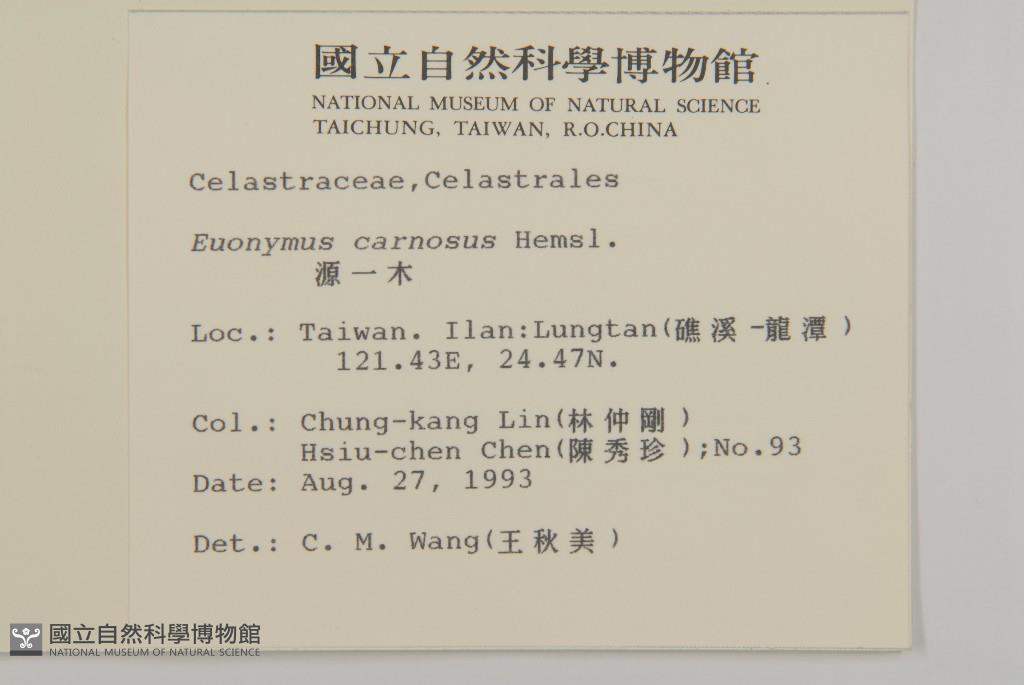 國立自然科學博物館
NATIONAL MUSEUM OF NATURAL SCIENCE
TAICHUNG, TAIWAN, R.O.CHINA
Celastraceae,Celastrales
Euonymus carnosus Hemsl.
源一木
Loc.: Taiwan. Ilan:Lungtan(礁溪-龍潭)
121.43E, 24.47N.
Col.: Chung-kang Lin(林仲剛)
Hsiu-chen Chen(陳秀珍);No.93
Date: Aug. 27, 1993
Det.: C. M. Wang(王秋美)
國立自然科學博物館
NATIONAL MUSEUM OF NATURAL SCIENCE